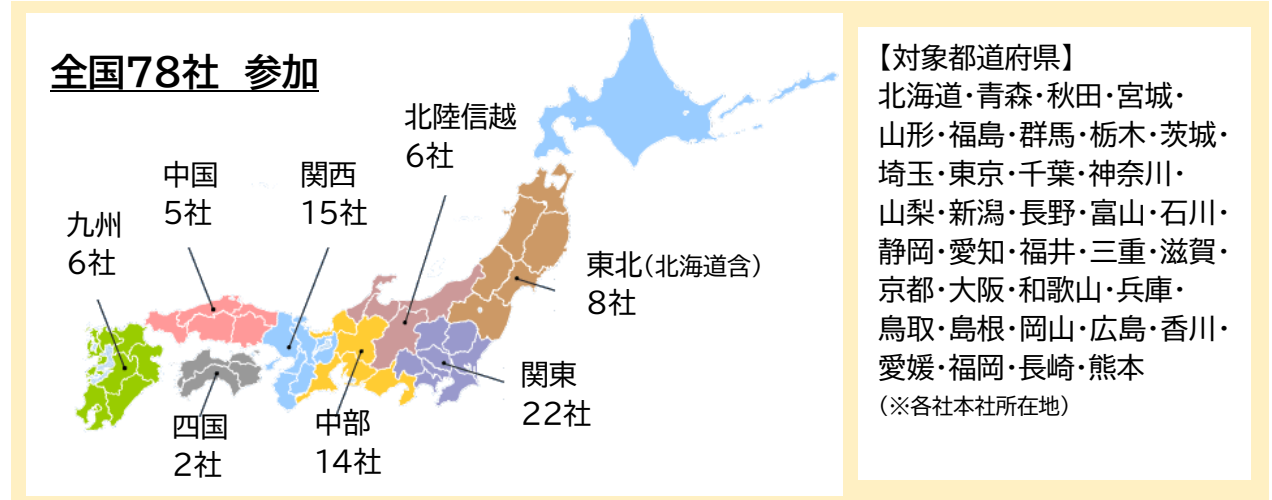 全国78社 参加
北陸信越
6社
中国
5社
関西
15社
九州
6社
東北(北海道含)
8社
関東
22社
四国
2社
中部
14社
【対象都道府県】
北海道・青森・秋田・宮城・
山形・福島・群馬・栃木・茨城・
埼玉・東京・千葉・神奈川・
山梨・新潟・長野・富山・石川・
静岡・愛知・福井・三重・滋賀・
京都・大阪・和歌山・兵庫・
鳥取・島根・岡山・広島・香川・
愛媛・福岡・長崎・熊本
(※各社本社所在地)